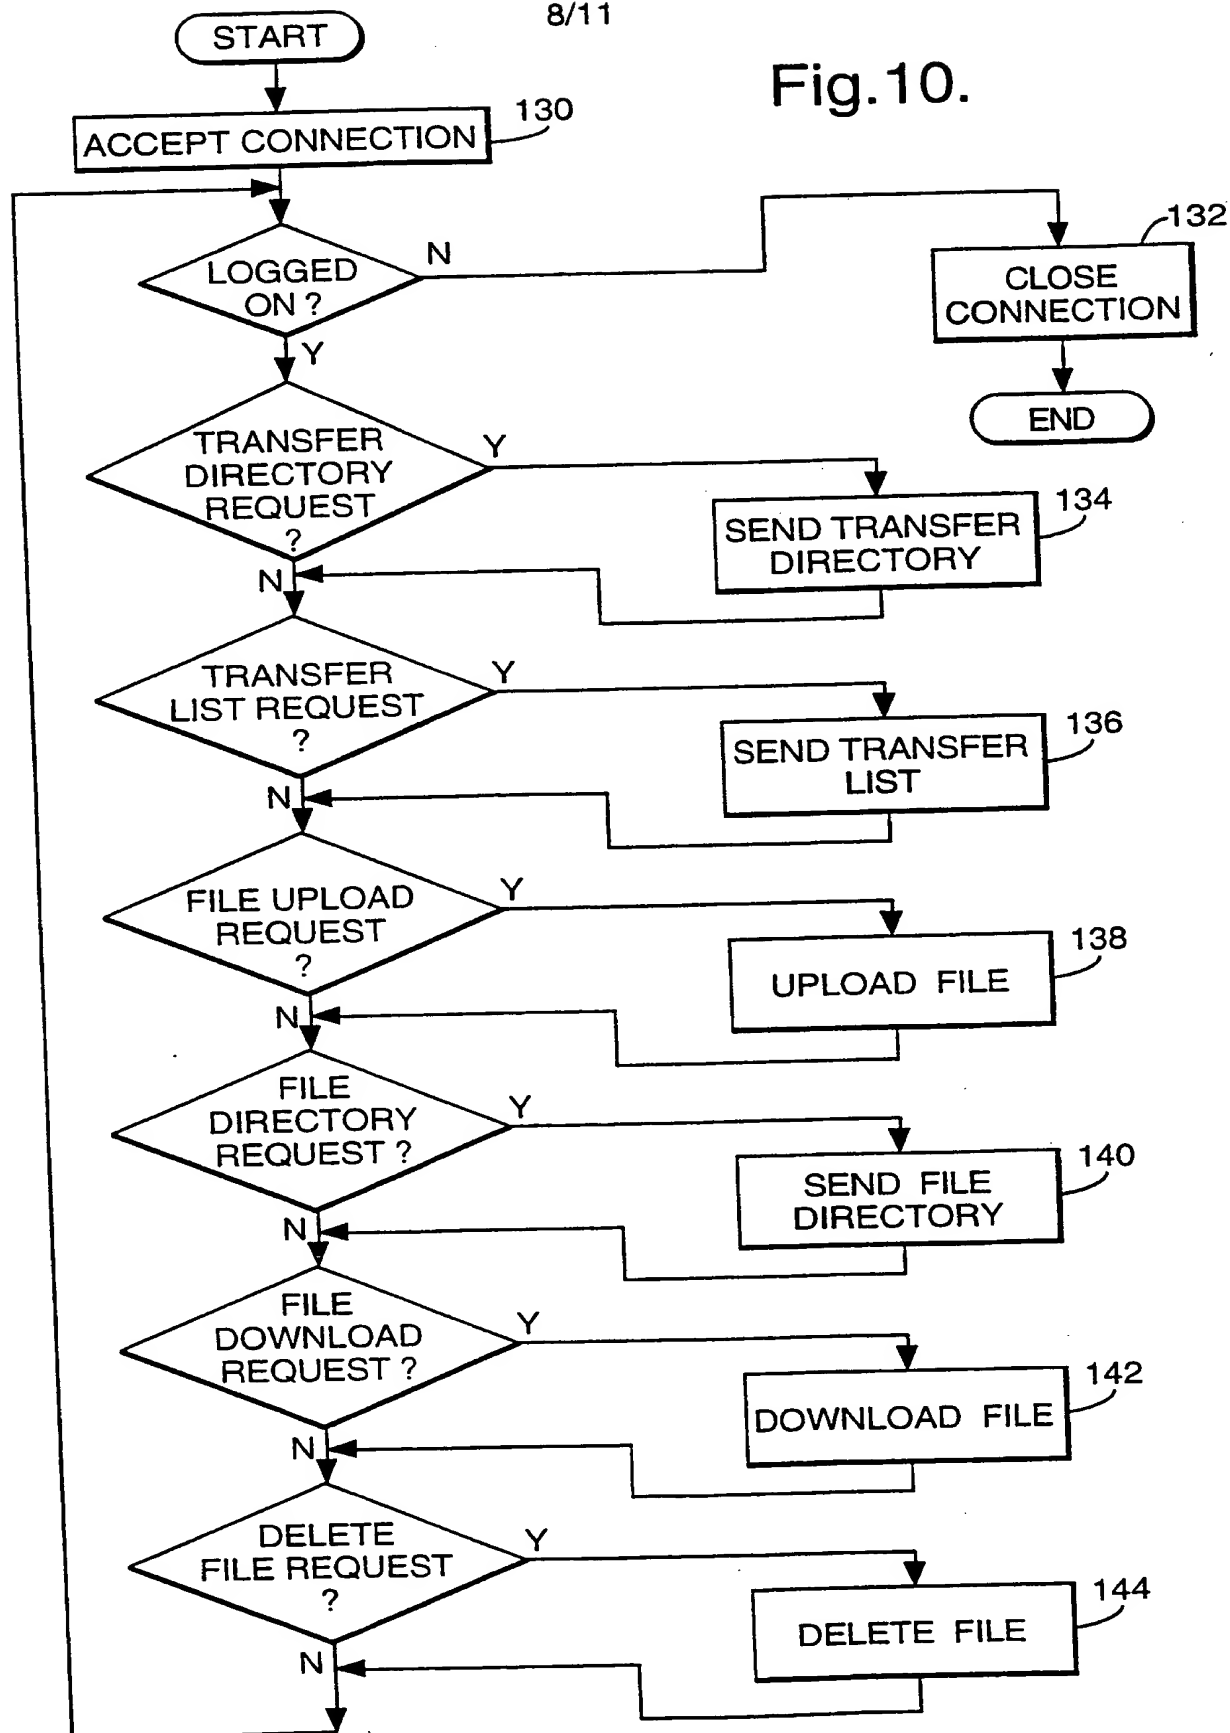 8/11
START
Fig.10.
ACCEPT CONNECTION
130
LOGGED
ON ?
N
Y
132
CLOSE
CONNECTION
END
TRANSFER
DIRECTORY
REQUEST
?
Y
N
SEND TRANSFER
DIRECTORY
134
TRANSFER
LIST REQUEST
?
Y
N
SEND TRANSFER
LIST
136
FILE UPLOAD
REQUEST
?
Y
N
UPLOAD FILE
138
FILE
DIRECTORY
REQUEST ?
Y
N
SEND FILE
DIRECTORY
140
FILE
DOWNLOAD
REQUEST ?
Y
N
DOWNLOAD FILE
142
DELETE
FILE REQUEST
?
Y
N
DELETE FILE
144